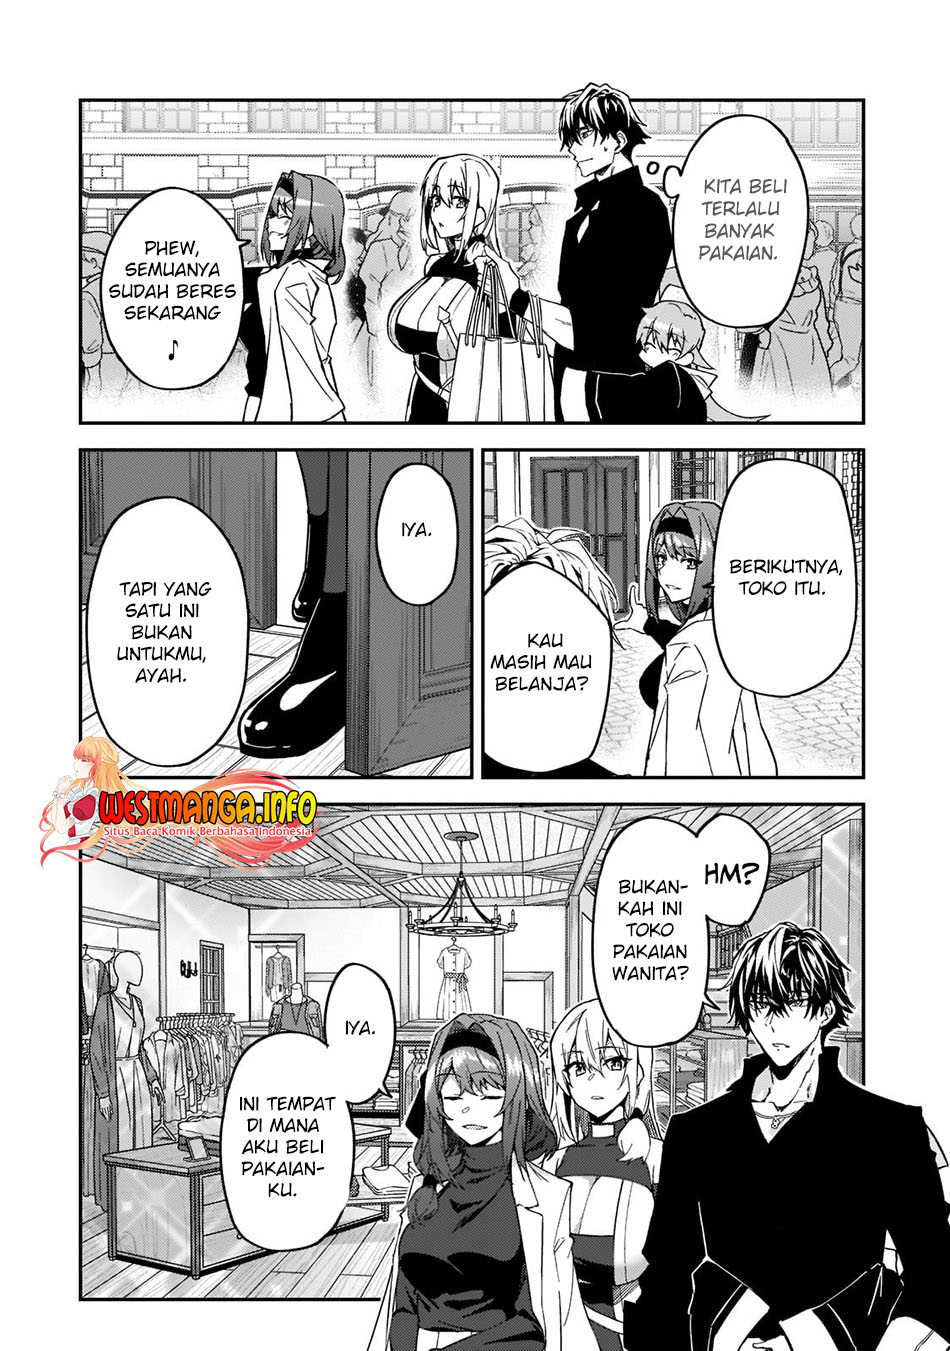 KITA BELI
TERLALU
BANYAK
PAKAIAN.
PHEW,
SEMUANYA
SUDAH BERES
SEKARANG
♪
BERIKUTNYA,
TOKO ITU.
KAU
MASIH MAU
BELANJA?
IYA.
TAPI YANG
SATU INI
BUKAN
UNTUKMU,
AYAH.
WESTMANGA.INFO
Situs Baca Komik Berbahasa Indonesia
HM?
BUKAN-
KAH INI
TOKO
PAKAIAN
WANITA?
IYA.
INI TEMPAT
DI MANA
AKU BELI
PAKAIAN-
KU.